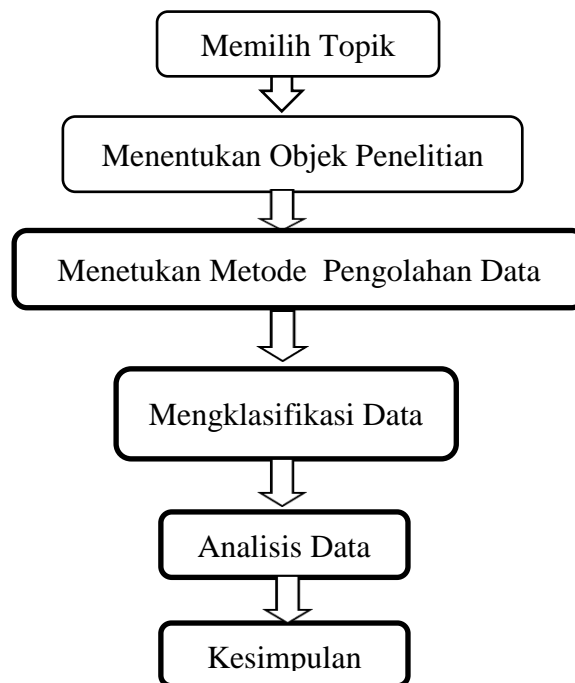 Memilih Topik
Menentukan Objek Penelitian
Menetukan Metode  Pengolahan Data
Mengklasifikasi Data
Analisis Data
Kesimpulan